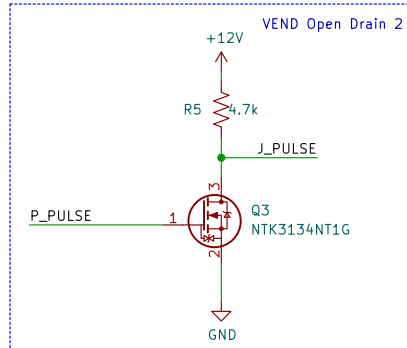 VEND Open Drain 2
+12V
R5
4.7k
J_PULSE
3
Q3
P_PULSE
1
NTK3134NT1G
2
GND